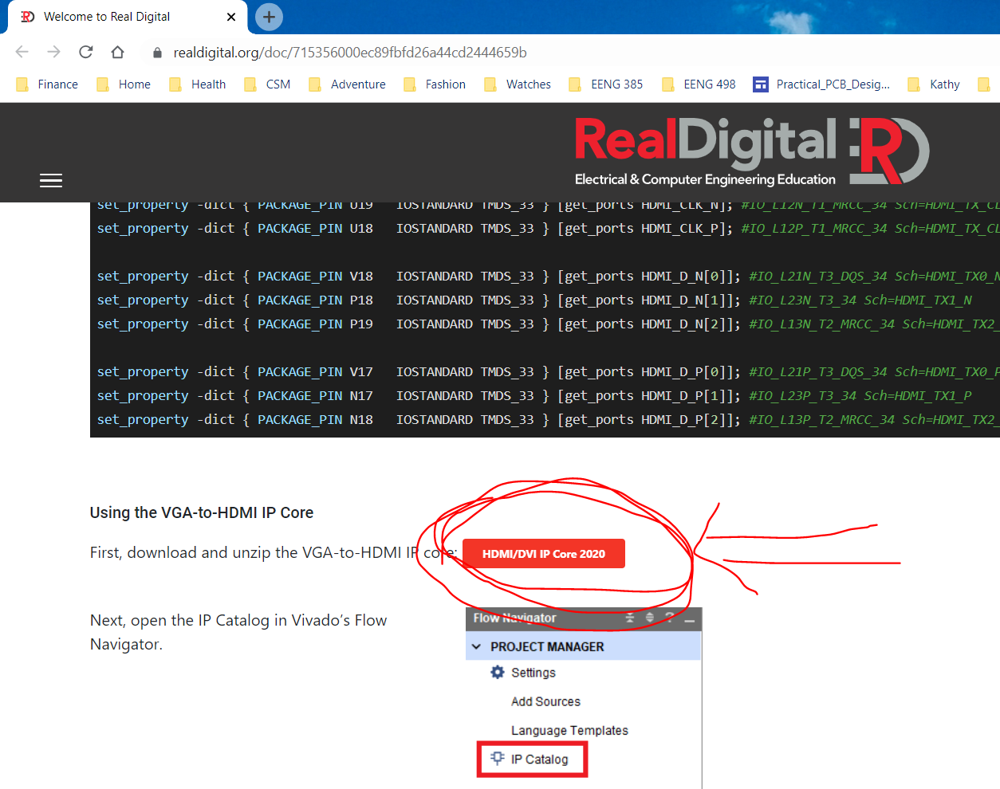 Welcome to Real Digital
realdigital.org/doc/715356000ec89fbfd26a44cd2444659b
Finance Home Health CSM Adventure Fashion Watches EENG 385 EENG 498 Practical_PCB_Desig... Kathy
RealDigital RD
Electrical & Computer Engineering Education
set_property -dict { PACKAGE_PIN U19 IOSTANDARD TMDS_33 } [get_ports HDMI_CLK_N]; #IO_L12N_T1_MRCC_34 Sch=HDMI_TX_CL
set_property -dict { PACKAGE_PIN U18 IOSTANDARD TMDS_33 } [get_ports HDMI_CLK_P]; #IO_L12P_T1_MRCC_34 Sch=HDMI_TX_CL
set_property -dict { PACKAGE_PIN V18 IOSTANDARD TMDS_33 } [get_ports HDMI_D_N[0]]; #IO_L21N_T3_DQS_34 Sch=HDMI_TX0_N
set_property -dict { PACKAGE_PIN P18 IOSTANDARD TMDS_33 } [get_ports HDMI_D_N[1]]; #IO_L23N_T3_34 Sch=HDMI_TX1_N
set_property -dict { PACKAGE_PIN P19 IOSTANDARD TMDS_33 } [get_ports HDMI_D_N[2]]; #IO_L13N_T2_MRCC_34 Sch=HDMI_TX2_
set_property -dict { PACKAGE_PIN V17 IOSTANDARD TMDS_33 } [get_ports HDMI_D_P[0]]; #IO_L21P_T3_DQS_34 Sch=HDMI_TX0_P
set_property -dict { PACKAGE_PIN N17 IOSTANDARD TMDS_33 } [get_ports HDMI_D_P[1]]; #IO_L23P_T3_34 Sch=HDMI_TX1_P
set_property -dict { PACKAGE_PIN N18 IOSTANDARD TMDS_33 } [get_ports HDMI_D_P[2]]; #IO_L13P_T2_MRCC_34 Sch=HDMI_TX2_
Using the VGA-to-HDMI IP Core
First, download and unzip the VGA-to-HDMI IP core: HDMI/DVI IP Core 2020
Next, open the IP Catalog in Vivado’s Flow
Navigator.
Flow Navigator
PROJECT MANAGER
Settings
Add Sources
Language Templates
IP Catalog